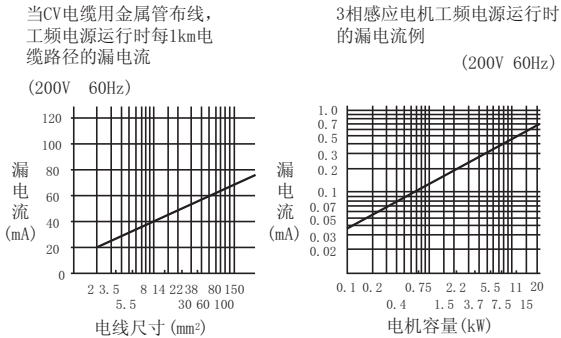 当CV电缆用金属管布线，
工频电源运行时每1km电
缆路径的漏电流
(200V 60Hz)
120
100
80
60
40
20
0
漏电流
(mA)
2 3.5 8 14 22 38 80 150
5.5 30 60 100
电线尺寸(mm²)
3相感应电机工频电源运行时
的漏电流例
(200V 60Hz)
1.0
0.7
0.5
0.3
0.2
0.1
0.07
0.05
0.03
0.02
漏电流
(mA)
0.1 0.2 0.75 2.2 5.5 11 20
0.4 1.5 3.7 7.5 15
电机容量(kW)